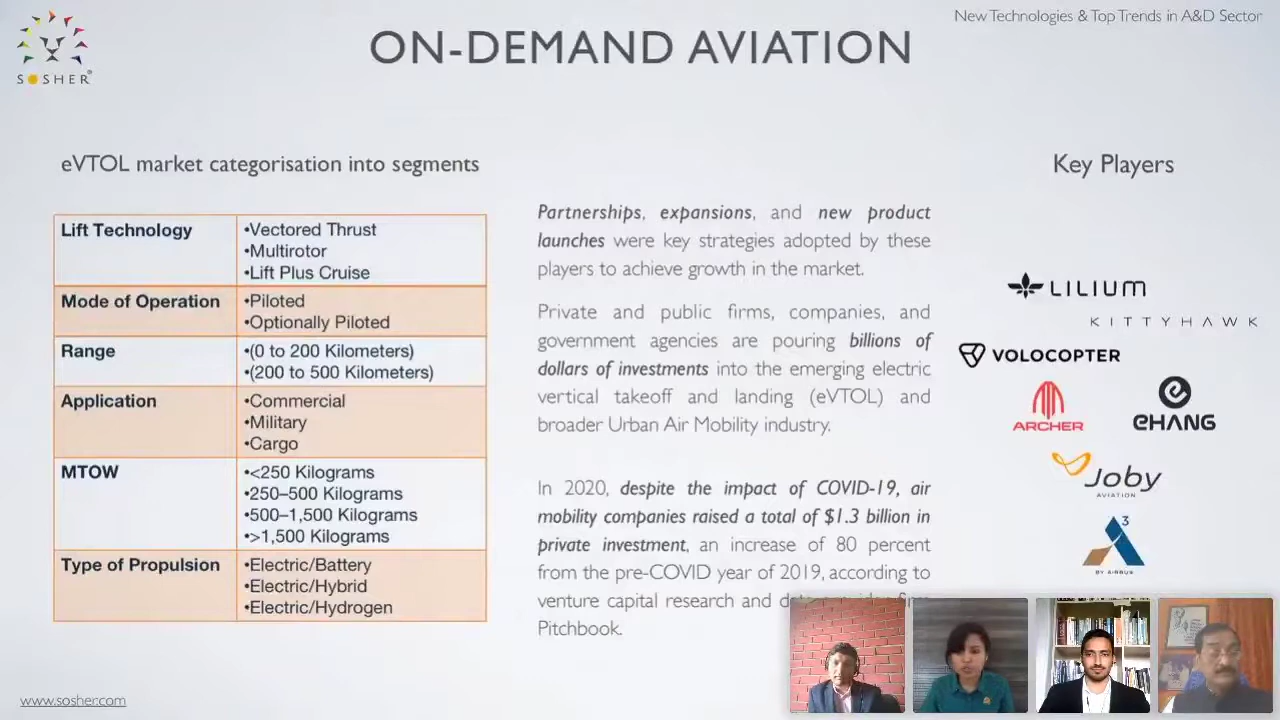 New Technologies & Top Trends in A&D Sector
SOSHER
ON-DEMAND AVIATION
eVTOL market categorisation into segments
Lift Technology
•Vectored Thrust
•Multirotor
•Lift Plus Cruise
Mode of Operation
•Piloted
•Optionally Piloted
Range
•(0 to 200 Kilometers)
•(200 to 500 Kilometers)
Application
•Commercial
•Military
•Cargo
MTOW
•<250 Kilograms
•250–500 Kilograms
•500–1,500 Kilograms
•>1,500 Kilograms
Type of Propulsion
•Electric/Battery
•Electric/Hybrid
•Electric/Hydrogen
Partnerships, expansions, and new product
launches were key strategies adopted by these
players to achieve growth in the market.
Private and public firms, companies, and
government agencies are pouring billions of
dollars of investments into the emerging electric
vertical takeoff and landing (eVTOL) and
broader Urban Air Mobility industry.
In 2020, despite the impact of COVID-19, air
mobility companies raised a total of $1.3 billion in
private investment, an increase of 80 percent
from the pre-COVID year of 2019, according to
venture capital research and
Pitchbook.
Key Players
LILIUM
KITTYHAWK
VOLOCOPTER
ARCHER
EHANG
Joby
AVIATION
3
BY AIRBUS
www.sosher.com